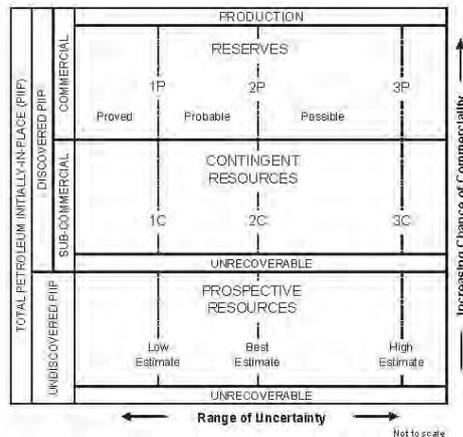 TOTAL PETROLEUM INITIALLY-IN-PLACE (PIIP)
DISCOVERED PIIP
UNDISCOVERED PIIP
COMMERCIAL
SUB-COMMERCIAL
PRODUCTION
RESERVES
1P 2P 3P
Proved Probable Possible
CONTINGENT
RESOURCES
1C 2C 3C
UNRECOVERABLE
PROSPECTIVE
RESOURCES
Low Best High
Estimate Estimate Estimate
UNRECOVERABLE
Increasing Chance of Commerciality
Range of Uncertainty
Not to scale